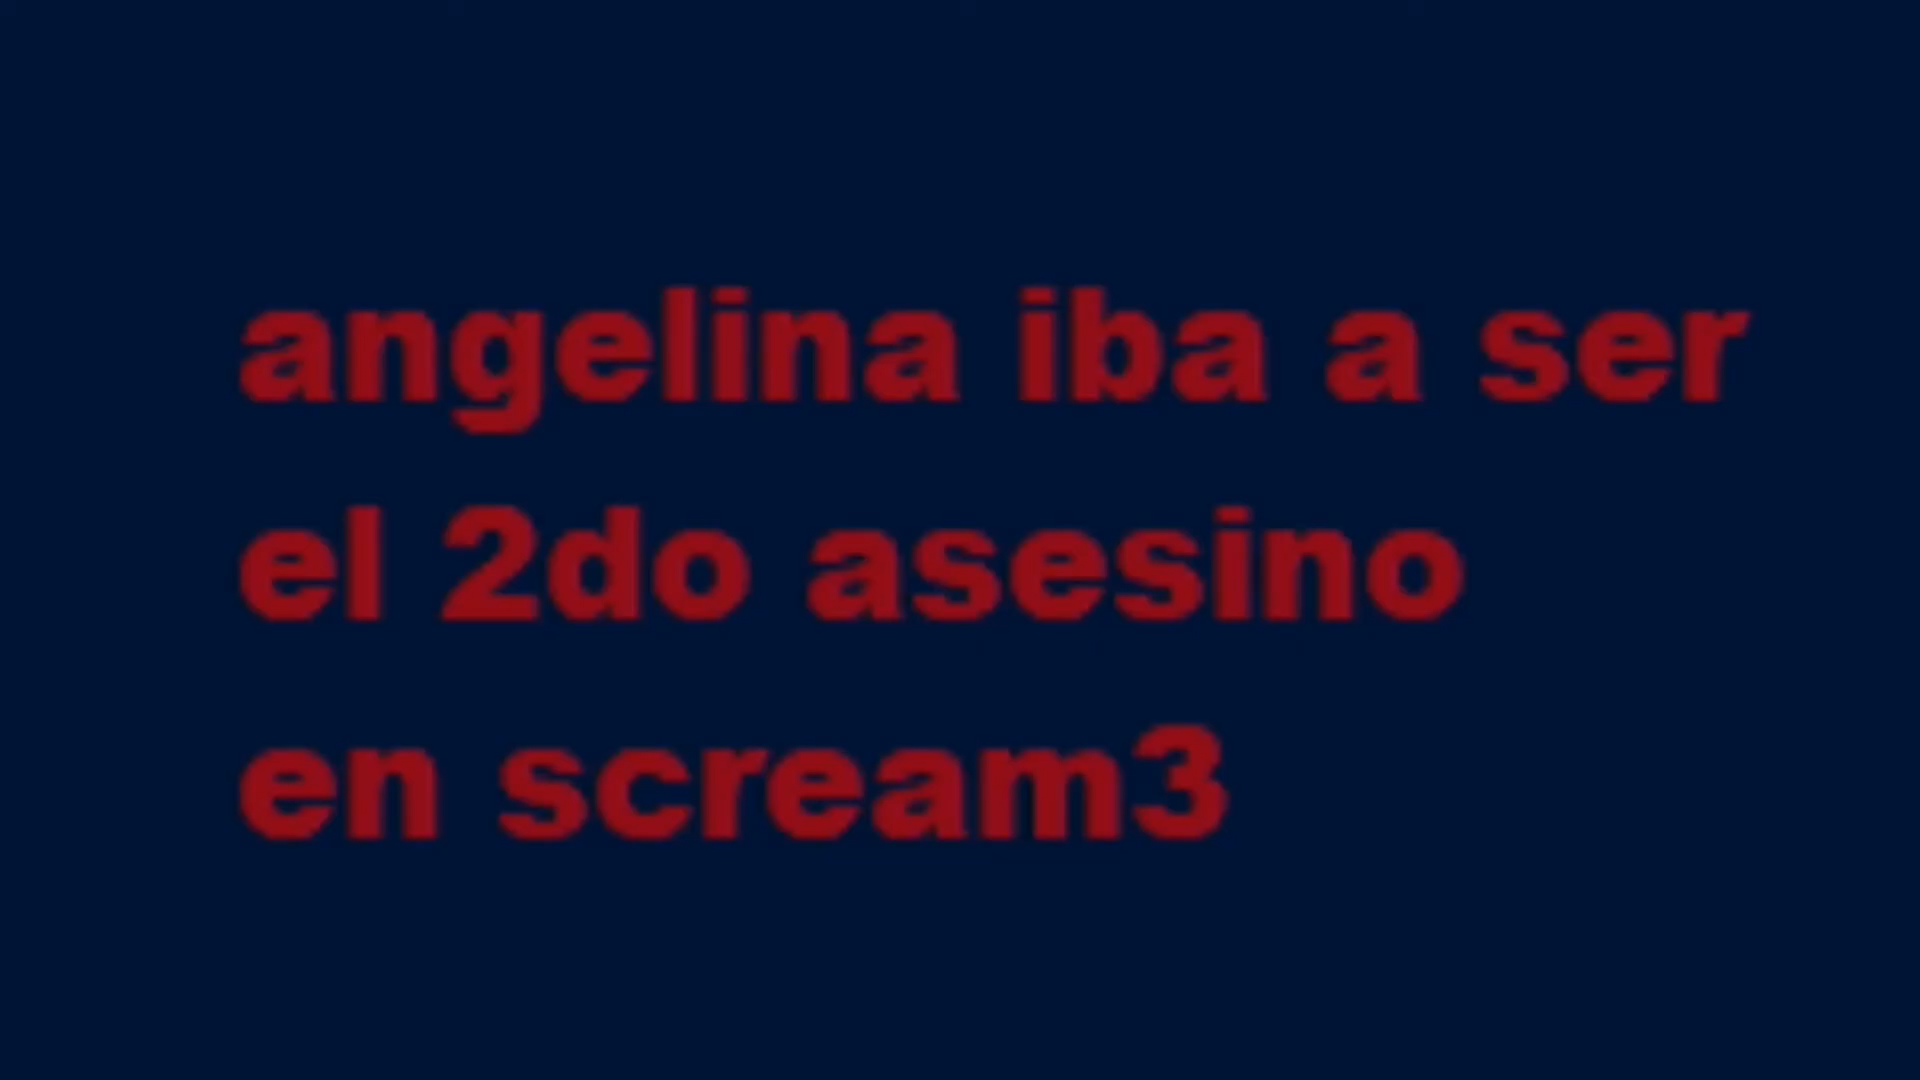 angelina iba a ser
el 2do asesino
en scream3